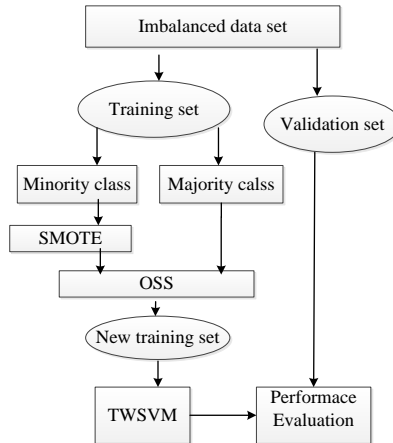 Imbalanced data set
Training set
Validation set
Minority class
Majority calss
SMOTE
OSS
New training set
TWSVM
Performace
Evaluation